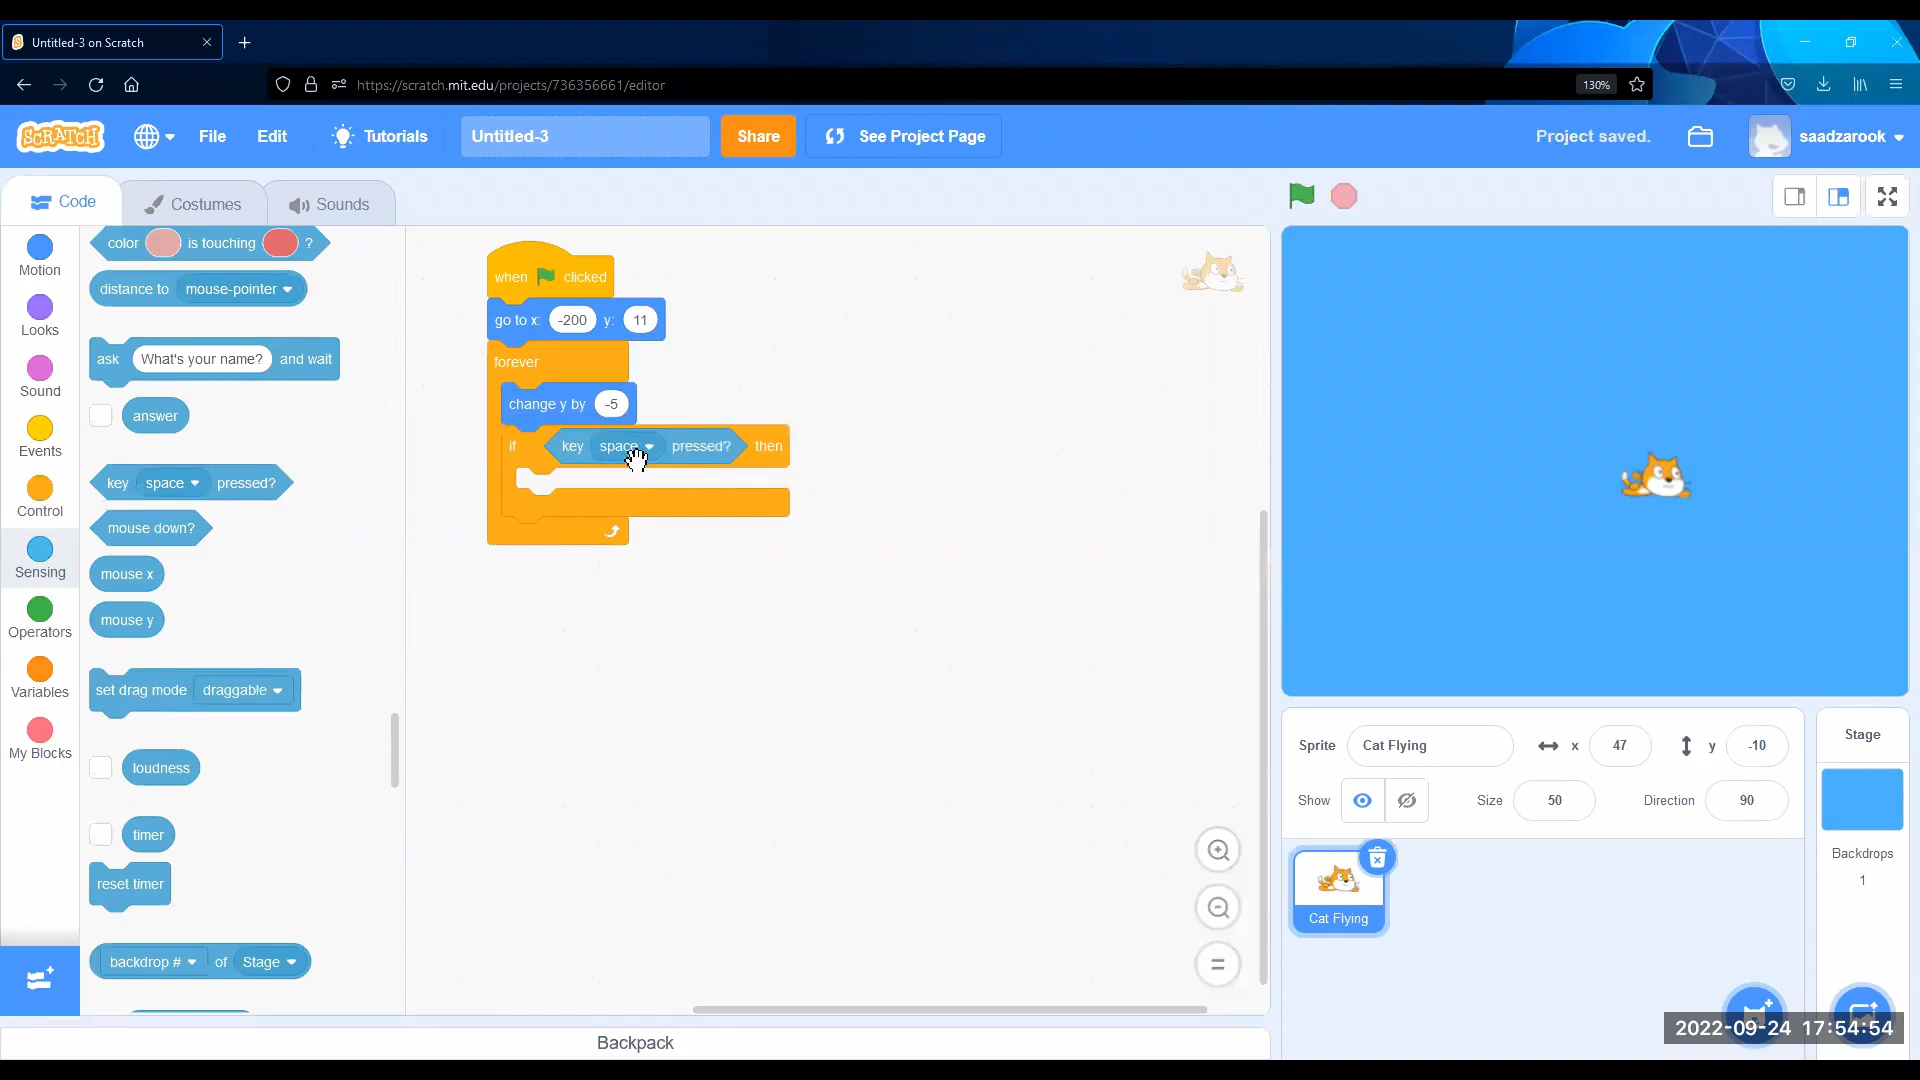 Untitled-3 on Scratch
https://scratch.mit.edu/projects/736356661/editor
130%
SCRATCH
File
Edit
Tutorials
Untitled-3
Share
See Project Page
Project saved.
saadzarook
Code
Costumes
Sounds
Motion
Looks
Sound
Events
Control
Sensing
Operators
Variables
My Blocks
color is touching ?
distance to mouse-pointer
ask What's your name? and wait
answer
key space pressed?
mouse down?
mouse x
mouse y
set drag mode draggable
loudness
timer
reset timer
backdrop # of Stage
when clicked
go to x: -200 y: 11
forever
change y by -5
if key space pressed? then
Backpack
Sprite Cat Flying x 47 y -10
Show Size 50 Direction 90
Cat Flying
Stage
Backdrops
1
2022-09-24 17:54:54